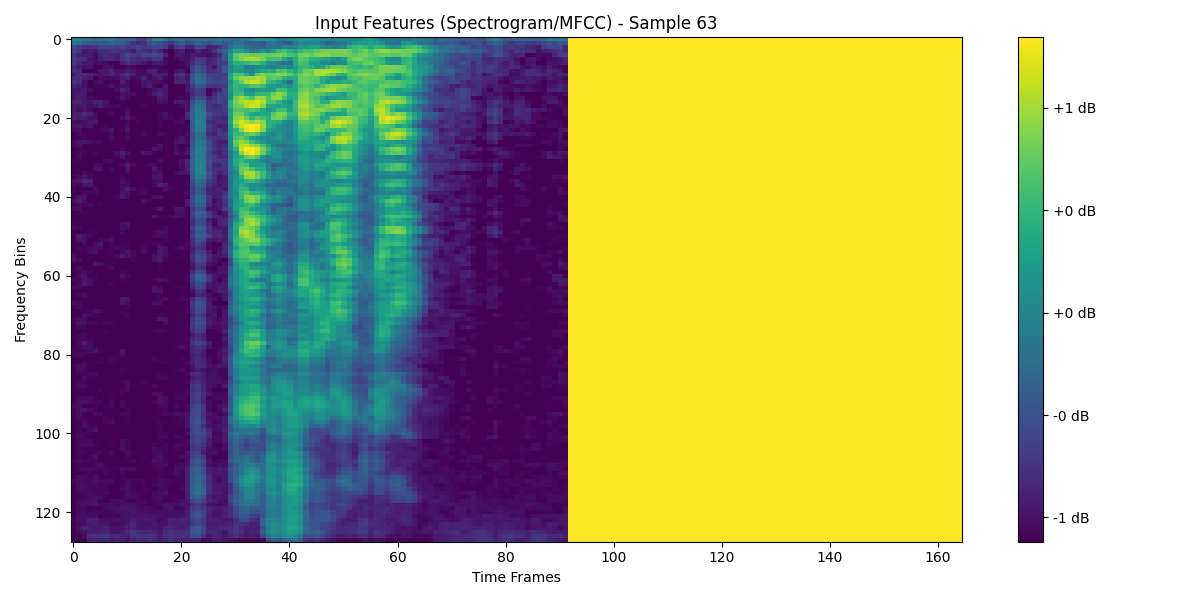 Input Features (Spectrogram/MFCC) - Sample 63
Frequency Bins
0
20
40
60
80
100
120
0
20
40
60
80
100
120
140
160
Time Frames
+1 dB
+0 dB
+0 dB
-0 dB
-1 dB